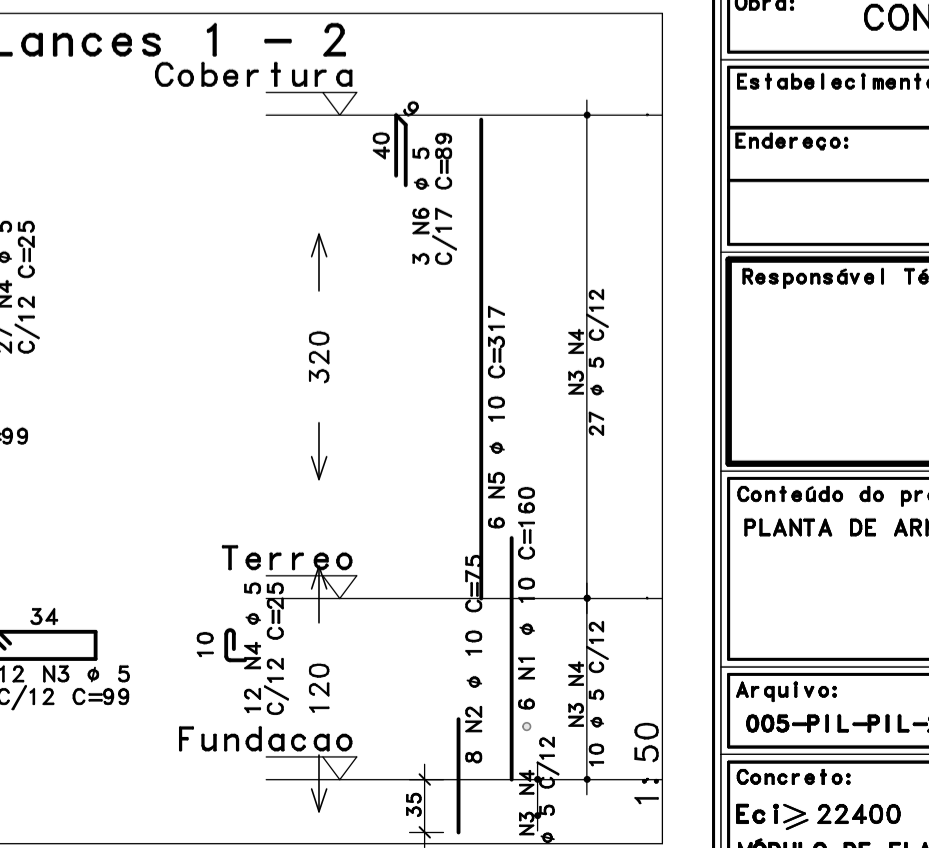 Lances 1 - 2
Cobertura
40
9
3 N6 ø 5
C/17 C=89
N4 ø 5
C/12 C=25
320
6 N5 ø 10 C=317
N3 N4
27 ø 5 C/12
=99
Terreo
34
12 N3 ø 5
C/12 C=99
10
12 N4 ø 5
C/12 C=25
120
8 N2 ø 10 C=75
6 N1 ø 10 C=160
N3 N4
10 ø 5 C/12
Fundacao
35
N3 N4
ø 5 C/12
1:50
Obra:
CON
Estabeleciment
Endereço:
Responsável Té
Conteúdo do pr
PLANTA DE AR
Arquivo:
005-PIL-PIL-
Concreto:
Eci⩾ 22400
MÓDULO DE